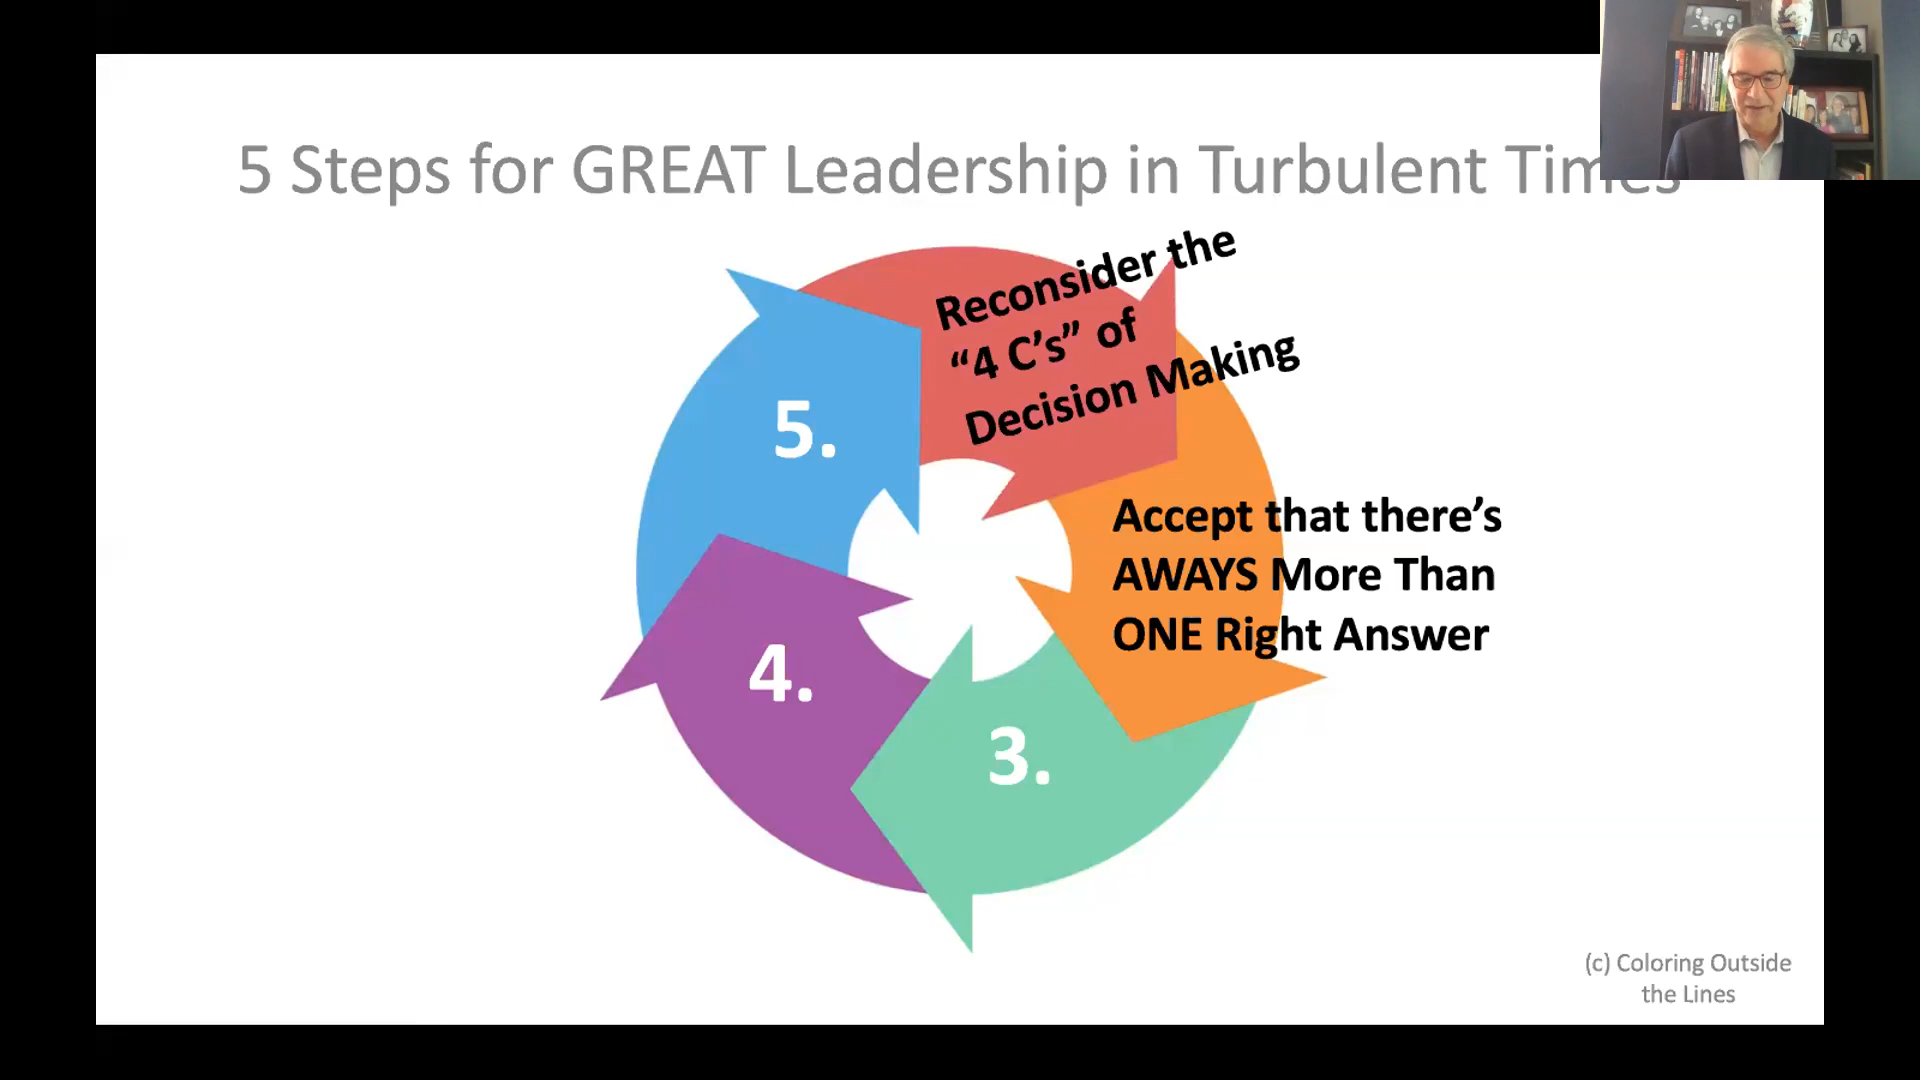 5 Steps for GREAT Leadership in Turbulent Times
Reconsider the
“4 C’s” of
Decision Making
Accept that there’s
AWAYS More Than
ONE Right Answer
3.
4.
5.
(c) Coloring Outside
the Lines